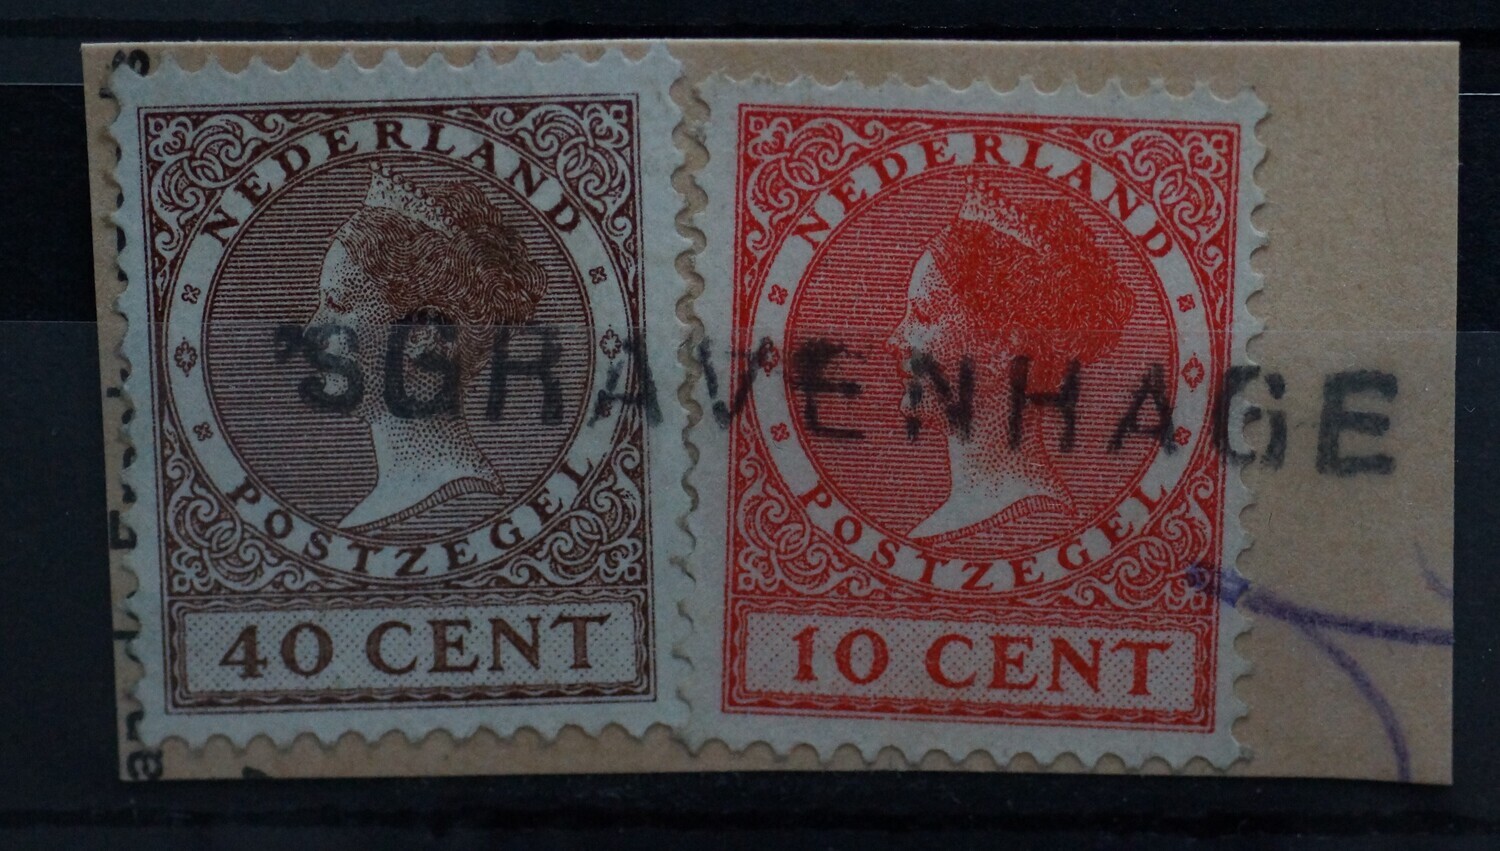 NEDERLAND
POSTZEGEL
40 CENT
NEDERLAND
POSTZEGEL
10 CENT
'SGRAVENHAGE